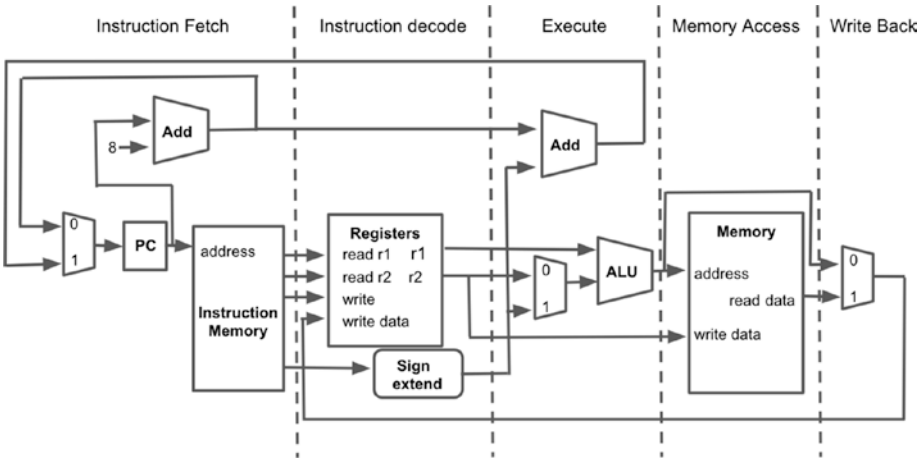 Instruction Fetch
Instruction decode
Execute
Memory Access
Write Back
Add
8
Add
0
1
PC
address
Instruction
Memory
Registers
read r1 r1
read r2 r2
write
write data
Sign
extend
0
1
ALU
Memory
address
read data
write data
0
1